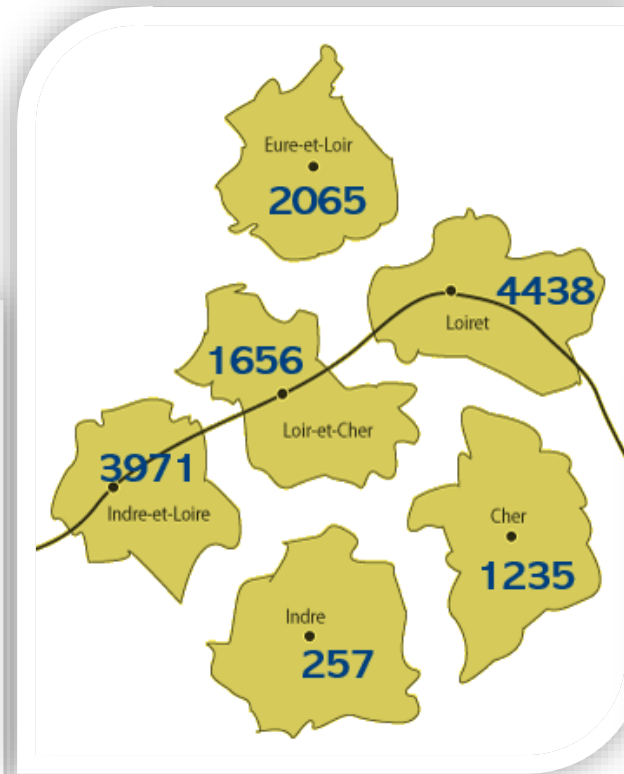 Eure-et-Loir
2065
4438
Loiret
1656
Loir-et-Cher
3971
Indre-et-Loire
Cher
1235
Indre
257